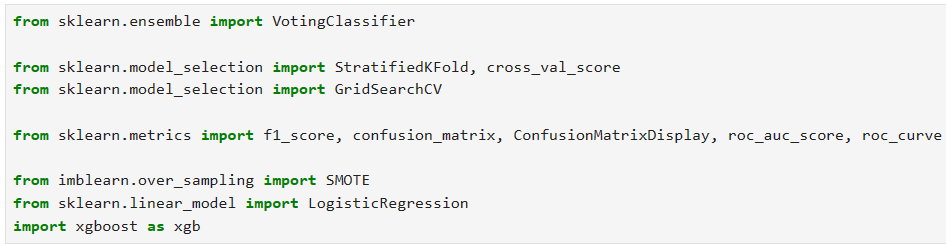 from sklearn.ensemble import VotingClassifier
from sklearn.model_selection import StratifiedKFold, cross_val_score
from sklearn.model_selection import GridSearchCV
from sklearn.metrics import f1_score, confusion_matrix, ConfusionMatrixDisplay, roc_auc_score, roc_curve
from imblearn.over_sampling import SMOTE
from sklearn.linear_model import LogisticRegression
import xgboost as xgb